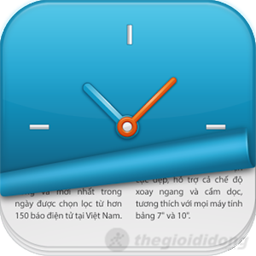 và mới nhất trong
ngày được chọn lọc từ hơn
150 báo điện tử tại Việt Nam.
đẹp, hỗ trợ cả chế độ
xoay ngang và cầm dọc,
tương thích với mọi máy tính
bảng 7" và 10".
thegioididong